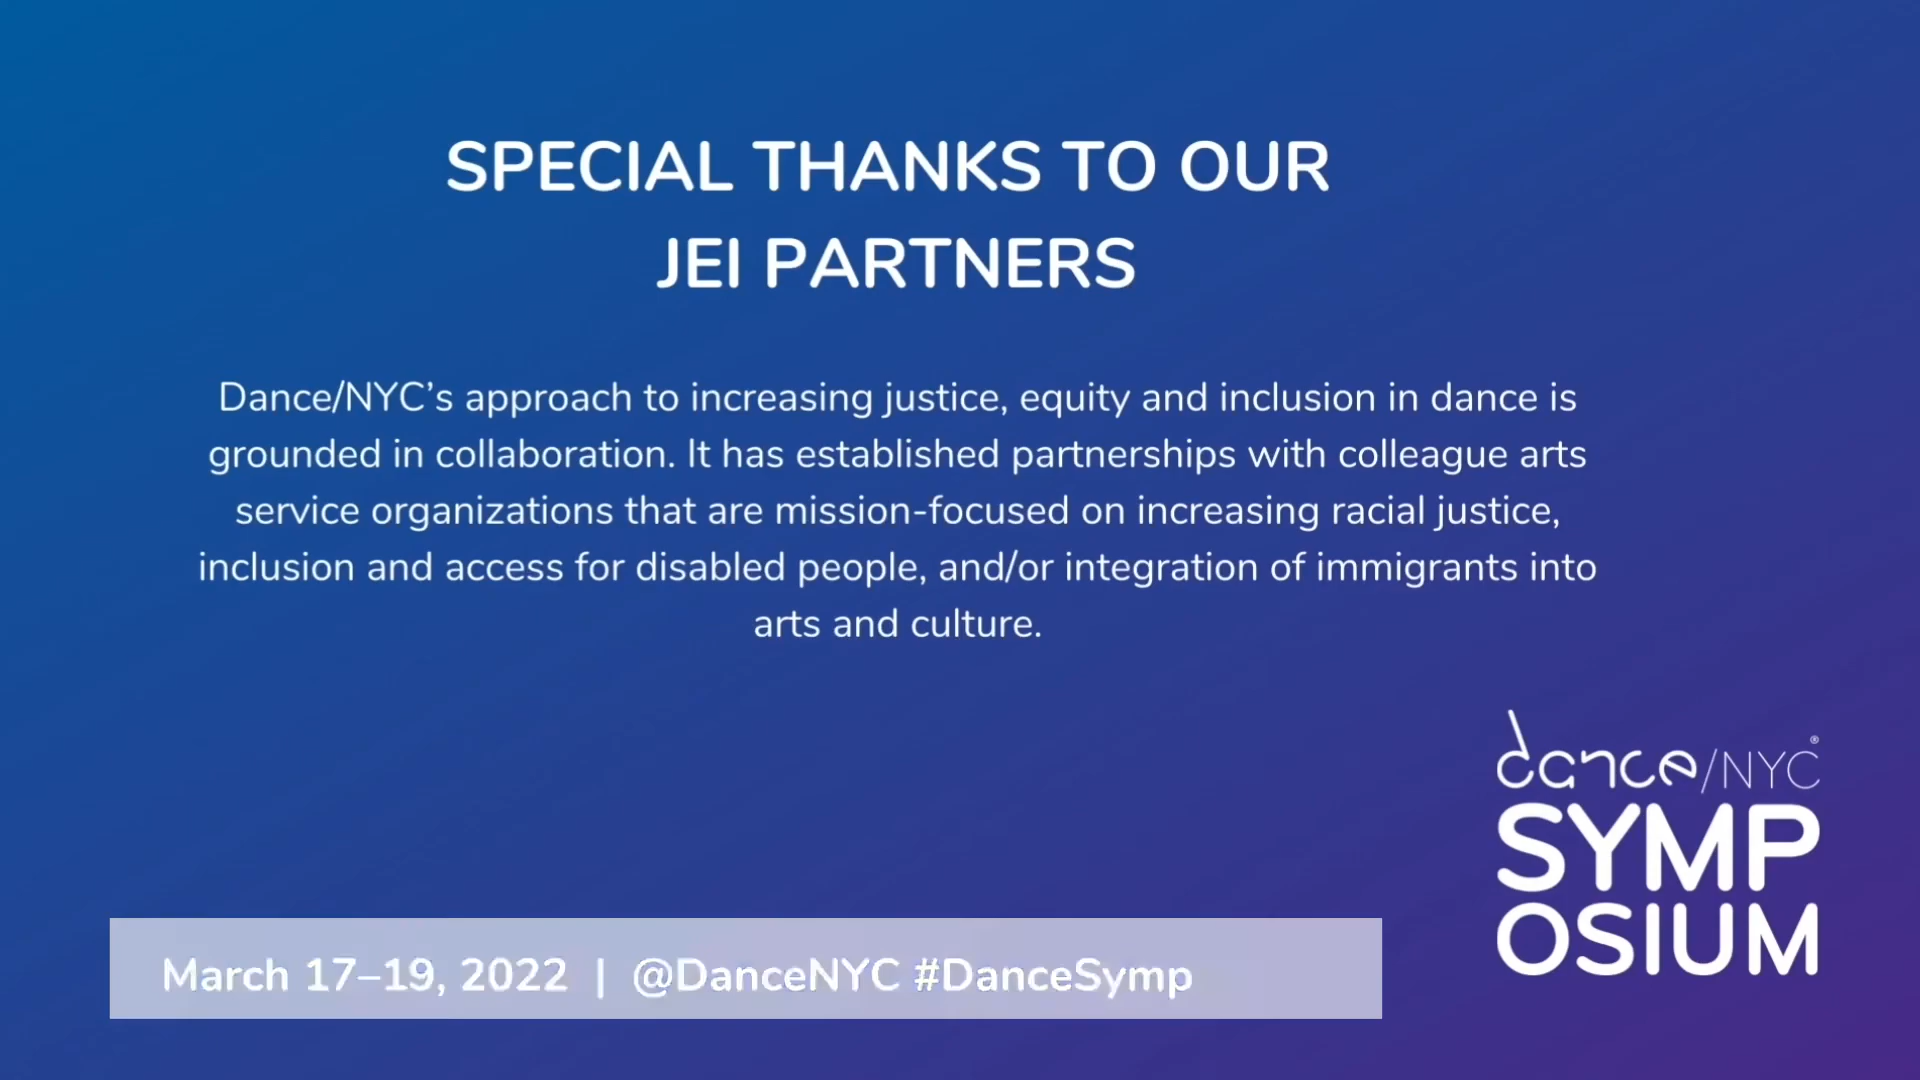 SPECIAL THANKS TO OUR
JEI PARTNERS
Dance/NYC’s approach to increasing justice, equity and inclusion in dance is
grounded in collaboration. It has established partnerships with colleague arts
service organizations that are mission-focused on increasing racial justice,
inclusion and access for disabled people, and/or integration of immigrants into
arts and culture.
dance/NYC®
SYMP
OSIUM
March 17–19, 2022 | @DanceNYC #DanceSymp